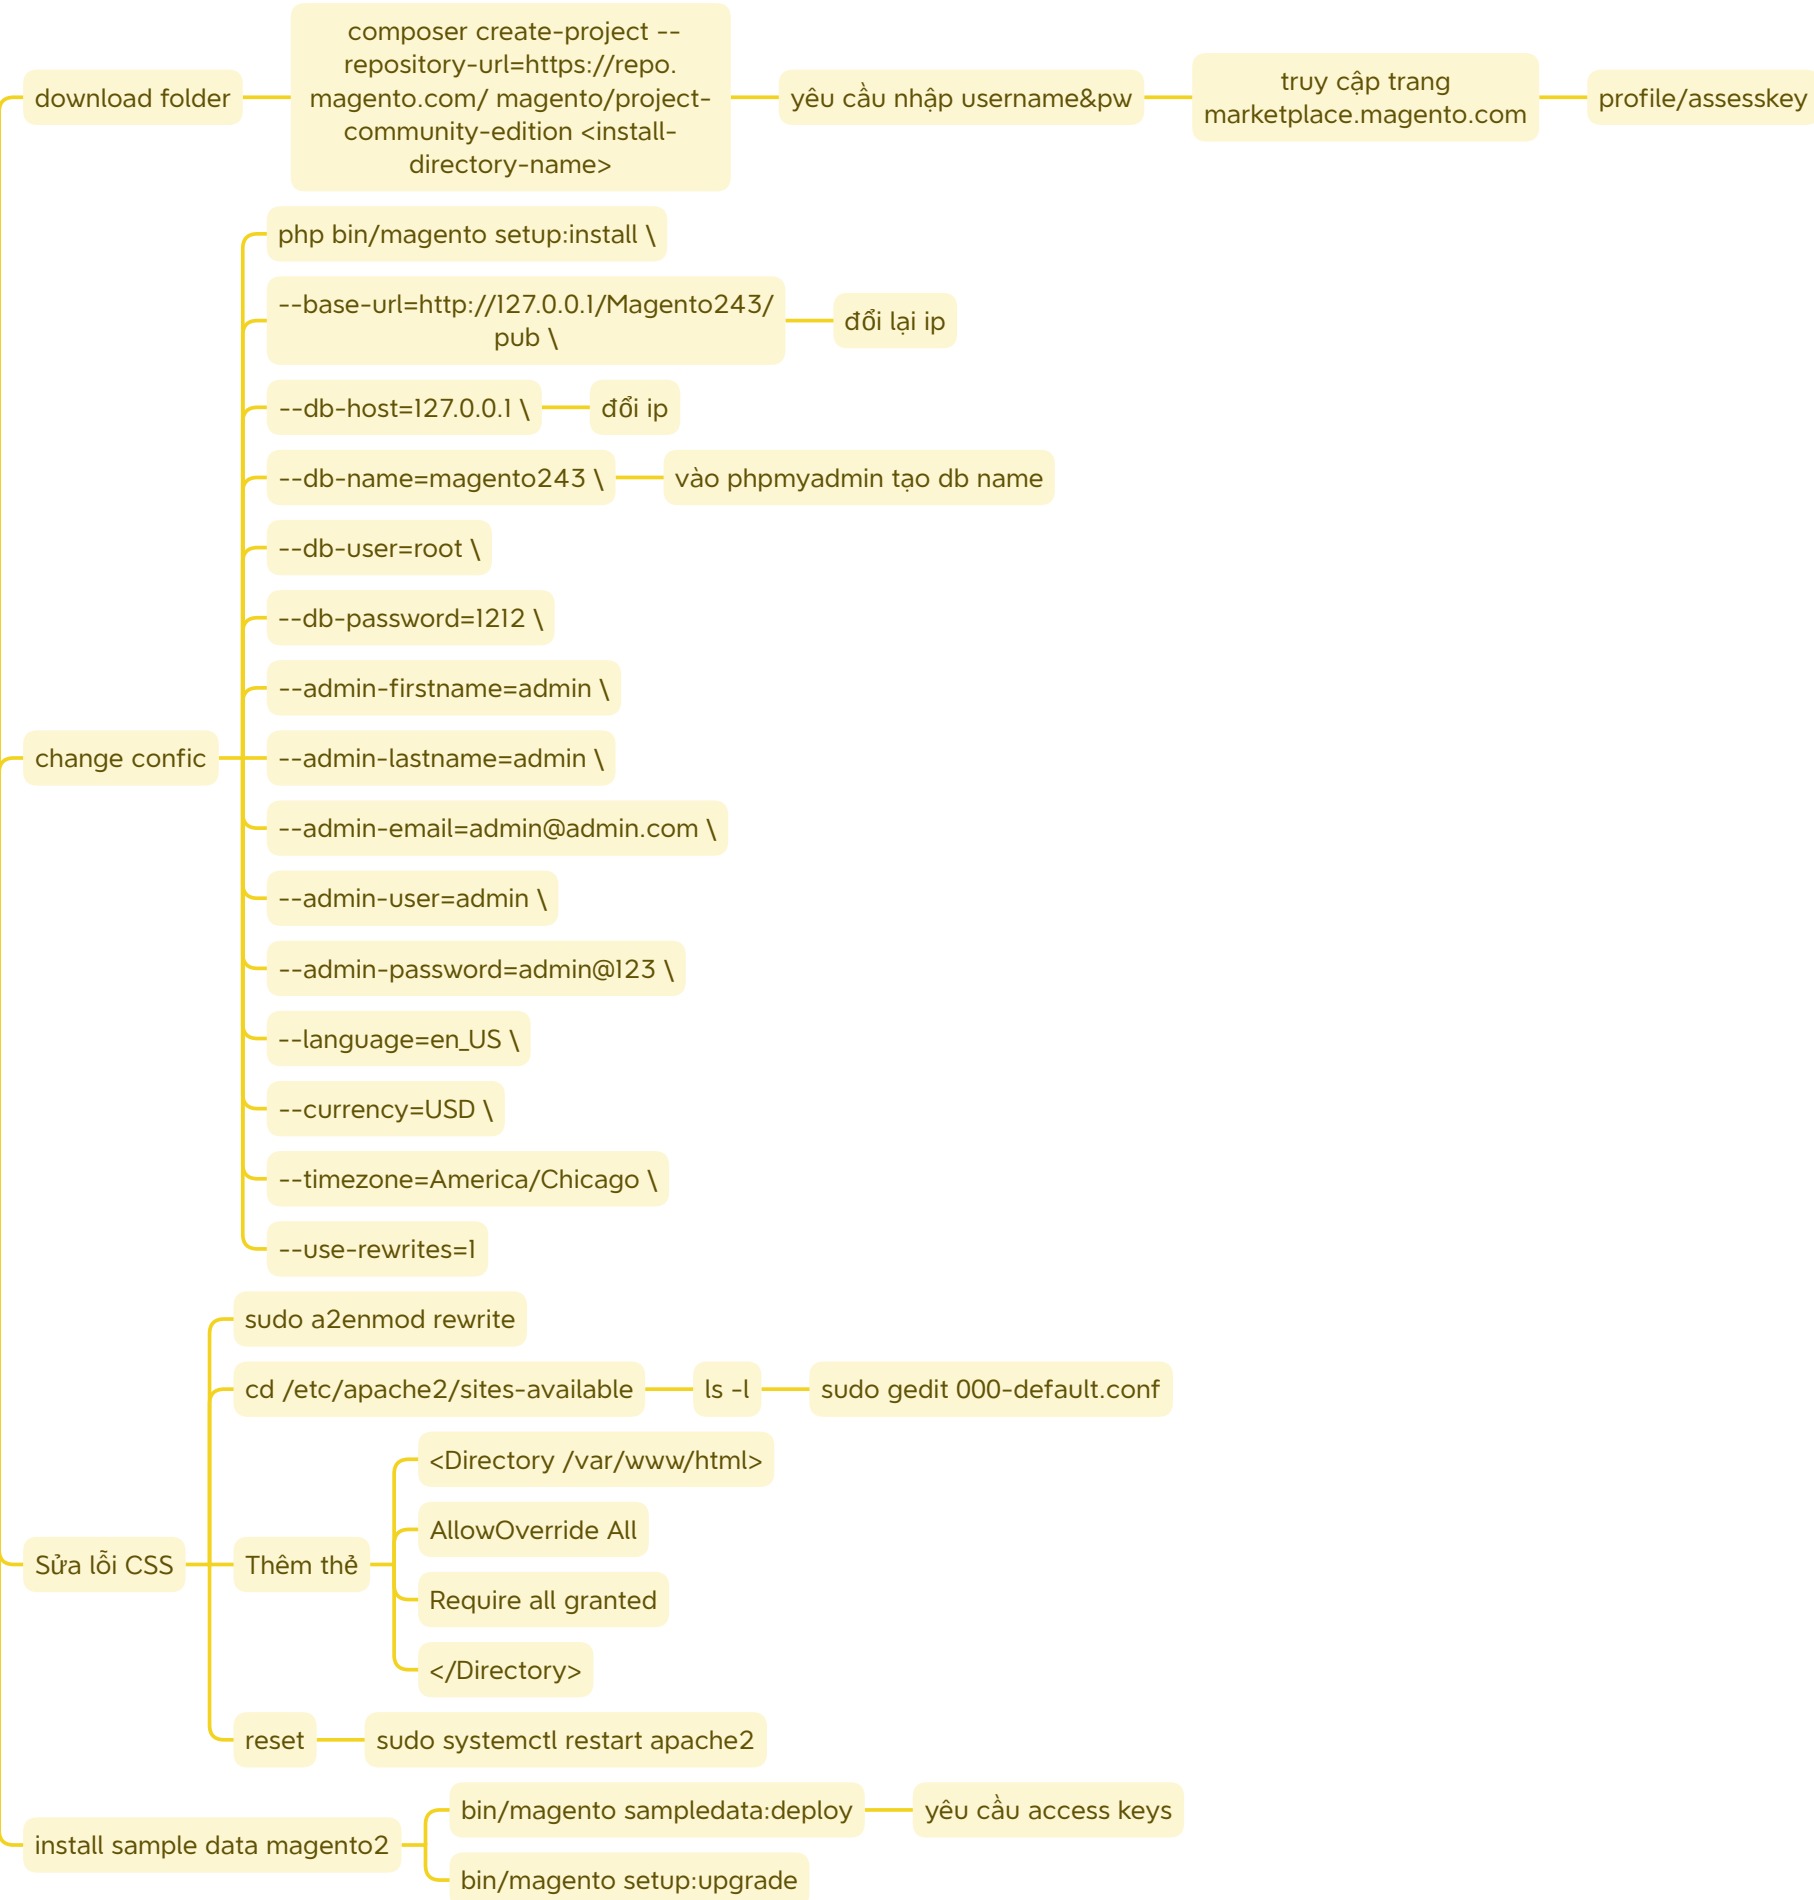 download folder
composer create-project --
repository-url=https://repo.
magento.com/ magento/project-
community-edition <install-
directory-name>
yêu cầu nhập username&pw
truy cập trang
marketplace.magento.com
profile/assesskey
change confic
php bin/magento setup:install \
--base-url=http://127.0.0.1/Magento243/
pub \
đổi lại ip
--db-host=127.0.0.1 \
đổi ip
--db-name=magento243 \
vào phpmyadmin tạo db name
--db-user=root \
--db-password=1212 \
--admin-firstname=admin \
--admin-lastname=admin \
--admin-email=admin@admin.com \
--admin-user=admin \
--admin-password=admin@123 \
--language=en_US \
--currency=USD \
--timezone=America/Chicago \
--use-rewrites=1
Sửa lỗi CSS
sudo a2enmod rewrite
cd /etc/apache2/sites-available
ls -l
sudo gedit 000-default.conf
Thêm thẻ
<Directory /var/www/html>
AllowOverride All
Require all granted
</Directory>
reset
sudo systemctl restart apache2
install sample data magento2
bin/magento sampledata:deploy
yêu cầu access keys
bin/magento setup:upgrade